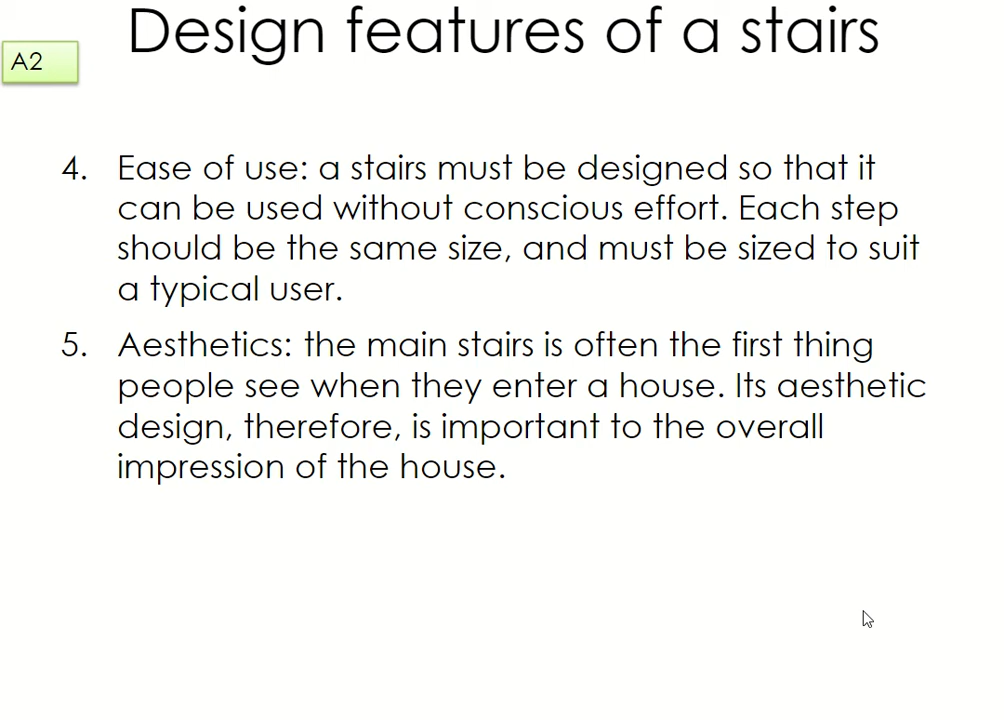 Design features of a stairs
A2
4. Ease of use: a stairs must be designed so that it
can be used without conscious effort. Each step
should be the same size, and must be sized to suit
a typical user.
5. Aesthetics: the main stairs is often the first thing
people see when they enter a house. Its aesthetic
design, therefore, is important to the overall
impression of the house.